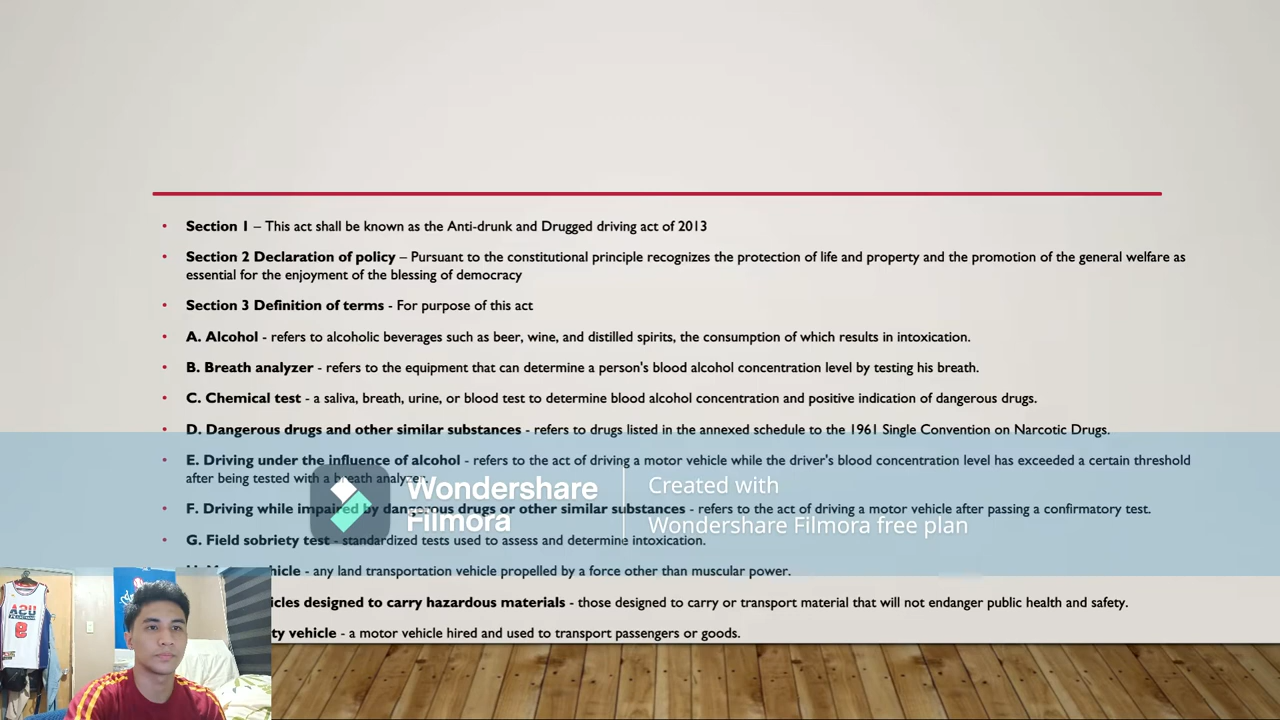 Section 1 – This act shall be known as the Anti-drunk and Drugged driving act of 2013
Section 2 Declaration of policy – Pursuant to the constitutional principle recognizes the protection of life and property and the promotion of the general welfare as
essential for the enjoyment of the blessing of democracy
Section 3 Definition of terms - For purpose of this act
A. Alcohol - refers to alcoholic beverages such as beer, wine, and distilled spirits, the consumption of which results in intoxication.
B. Breath analyzer - refers to the equipment that can determine a person's blood alcohol concentration level by testing his breath.
C. Chemical test - a saliva, breath, urine, or blood test to determine blood alcohol concentration and positive indication of dangerous drugs.
D. Dangerous drugs and other similar substances - refers to drugs listed in the annexed schedule to the 1961 Single Convention on Narcotic Drugs.
E. Driving under the influence of alcohol - refers to the act of driving a motor vehicle while the driver's blood concentration level has exceeded a certain threshold
after being tested with a breath analyzer.
F. Driving while impaired by dangerous drugs or other similar substances - refers to the act of driving a motor vehicle after passing a confirmatory test.
G. Field sobriety test - standardized tests used to assess and determine intoxication.
- any land transportation vehicle propelled by a force other than muscular power.
designed to carry hazardous materials - those designed to carry or transport material that will not endanger public health and safety.
vehicle - a motor vehicle hired and used to transport passengers or goods.
Wondershare
Filmora
Created with
Wondershare Filmora free plan
USA
9